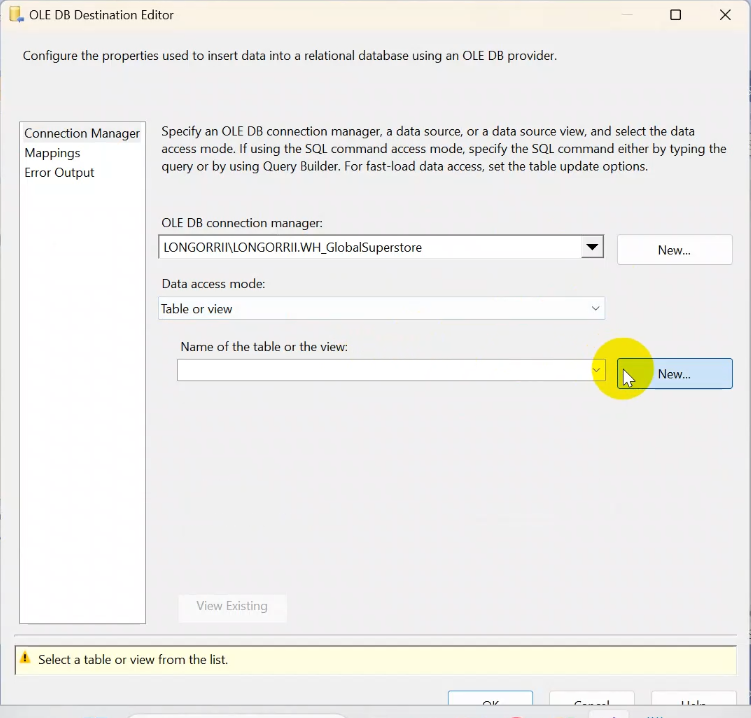 OLE DB Destination Editor
Configure the properties used to insert data into a relational database using an OLE DB provider.
Connection Manager
Mappings
Error Output
Specify an OLE DB connection manager, a data source, or a data source view, and select the data
access mode. If using the SQL command access mode, specify the SQL command either by typing the
query or by using Query Builder. For fast-load data access, set the table update options.
OLE DB connection manager:
LONGORRII\LONGORRII.WH_GlobalSuperstore
New...
Data access mode:
Table or view
Name of the table or the view:
New...
View Existing
Select a table or view from the list.
OK
Cancel
Help